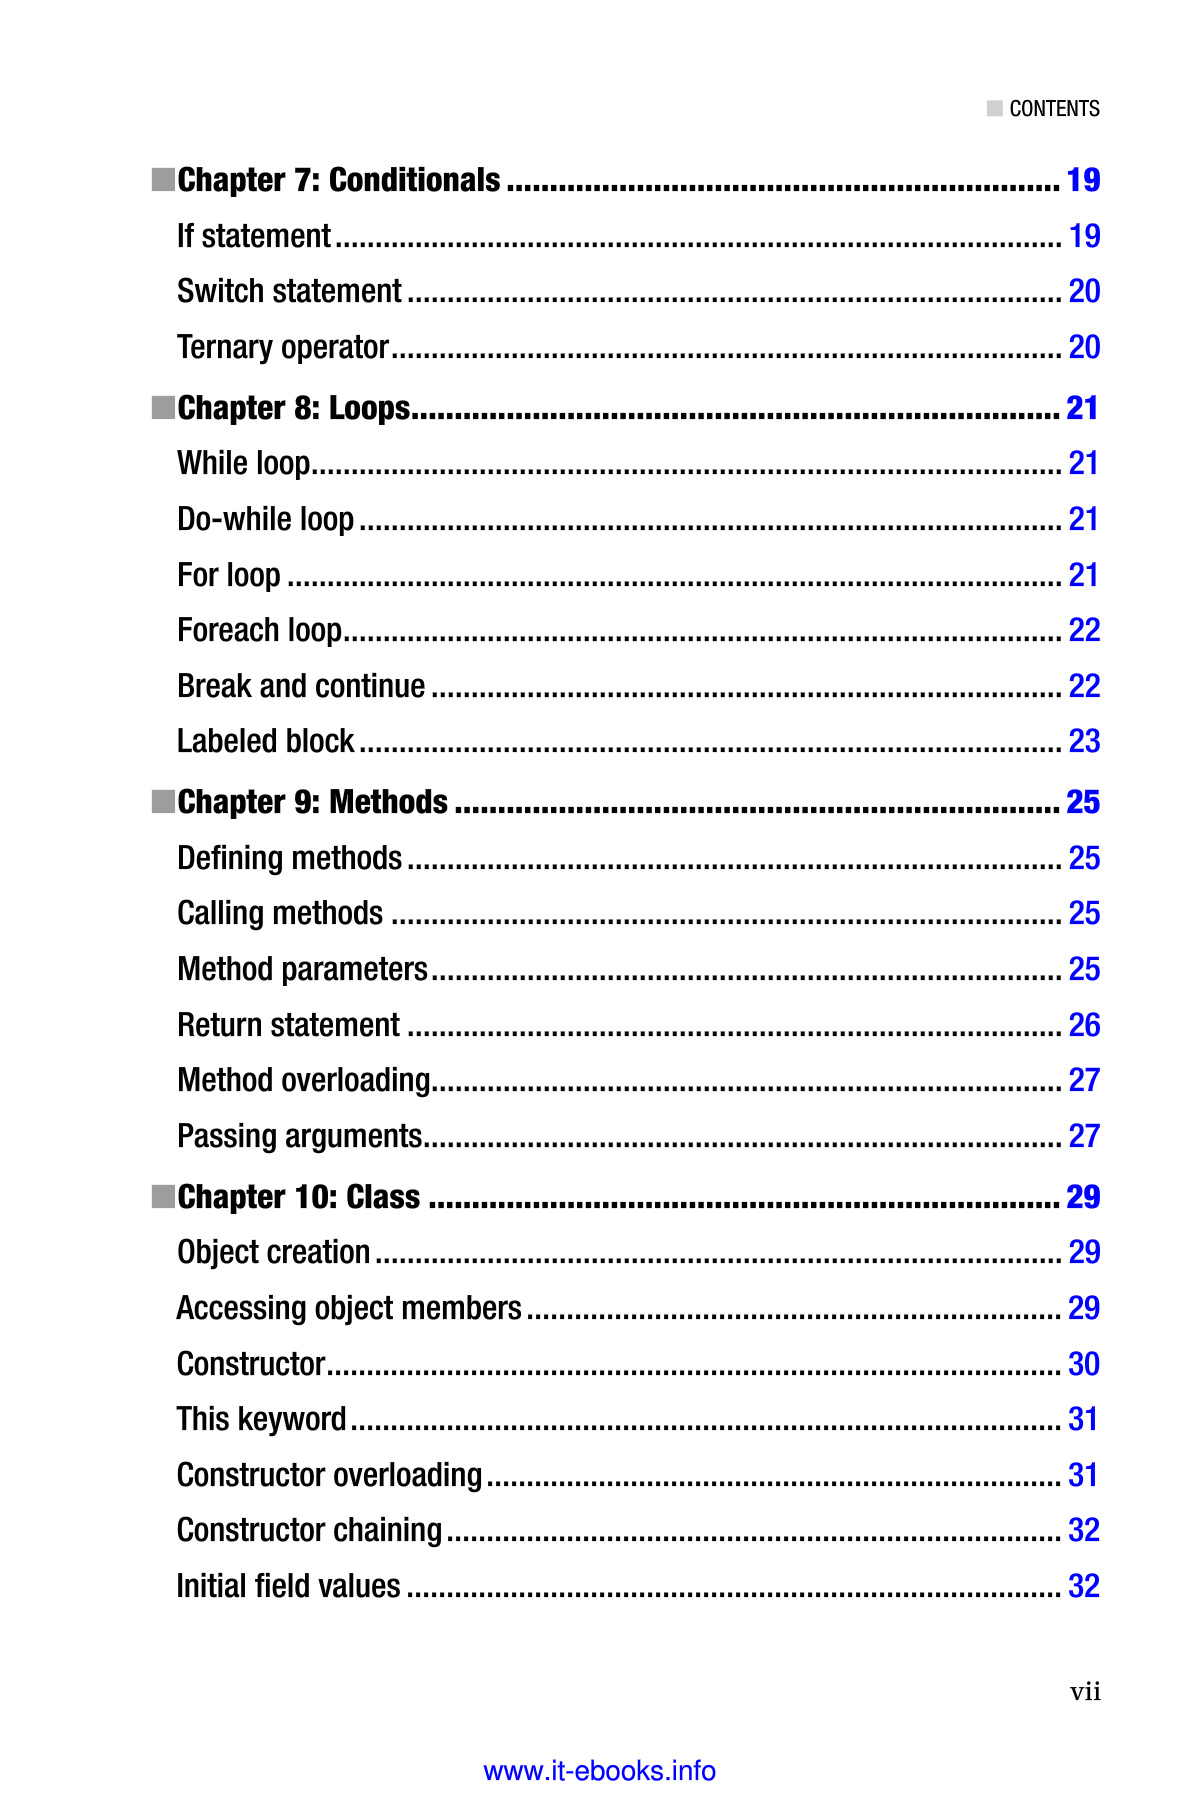 ■ CONTENTS
■Chapter 7: Conditionals ................................................................ 19
If statement ........................................................................................... 19
Switch statement .................................................................................. 20
Ternary operator .................................................................................... 20
■Chapter 8: Loops ........................................................................... 21
While loop .............................................................................................. 21
Do-while loop ........................................................................................ 21
For loop ................................................................................................. 21
Foreach loop .......................................................................................... 22
Break and continue ............................................................................... 22
Labeled block ........................................................................................ 23
■Chapter 9: Methods ...................................................................... 25
Defining methods .................................................................................. 25
Calling methods .................................................................................... 25
Method parameters ............................................................................... 25
Return statement .................................................................................. 26
Method overloading ............................................................................... 27
Passing arguments ................................................................................ 27
■Chapter 10: Class ......................................................................... 29
Object creation ...................................................................................... 29
Accessing object members ................................................................... 29
Constructor ............................................................................................ 30
This keyword ......................................................................................... 31
Constructor overloading ........................................................................ 31
Constructor chaining ............................................................................. 32
Initial field values .................................................................................. 32
vii
www.it-ebooks.info